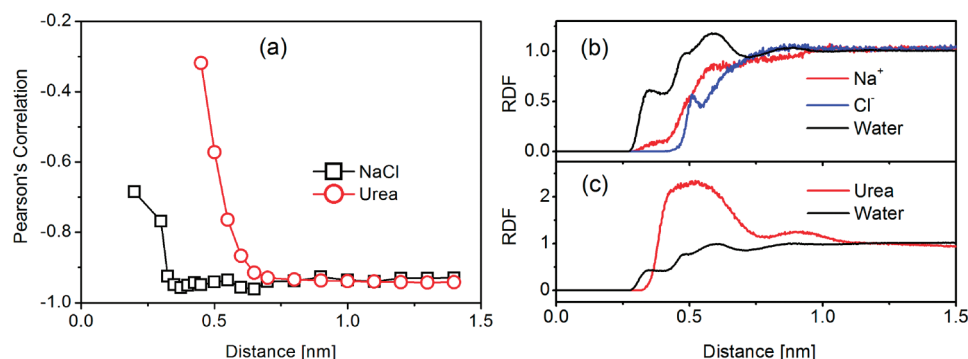 -0.2
-0.4
-0.6
-0.8
-1.0
Pearson's Correlation
(a)
NaCl
Urea
0.0
0.5
1.0
1.5
Distance [nm]
(b)
1.0
0.5
0.0
RDF
Na⁺
Cl⁻
Water
(c)
2
1
0
RDF
Urea
Water
0.0
0.5
1.0
1.5
Distance [nm]